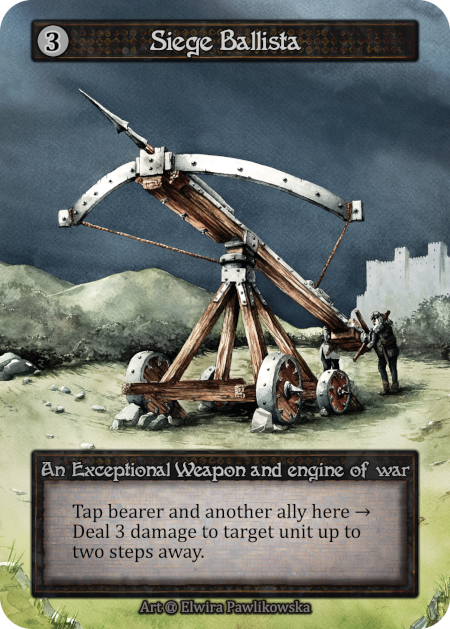 3
Siege Ballista
An Exceptional Weapon and engine of war
Tap bearer and another ally here →
Deal 3 damage to target unit up to
two steps away.
Art @ Elwira Pawlikowska